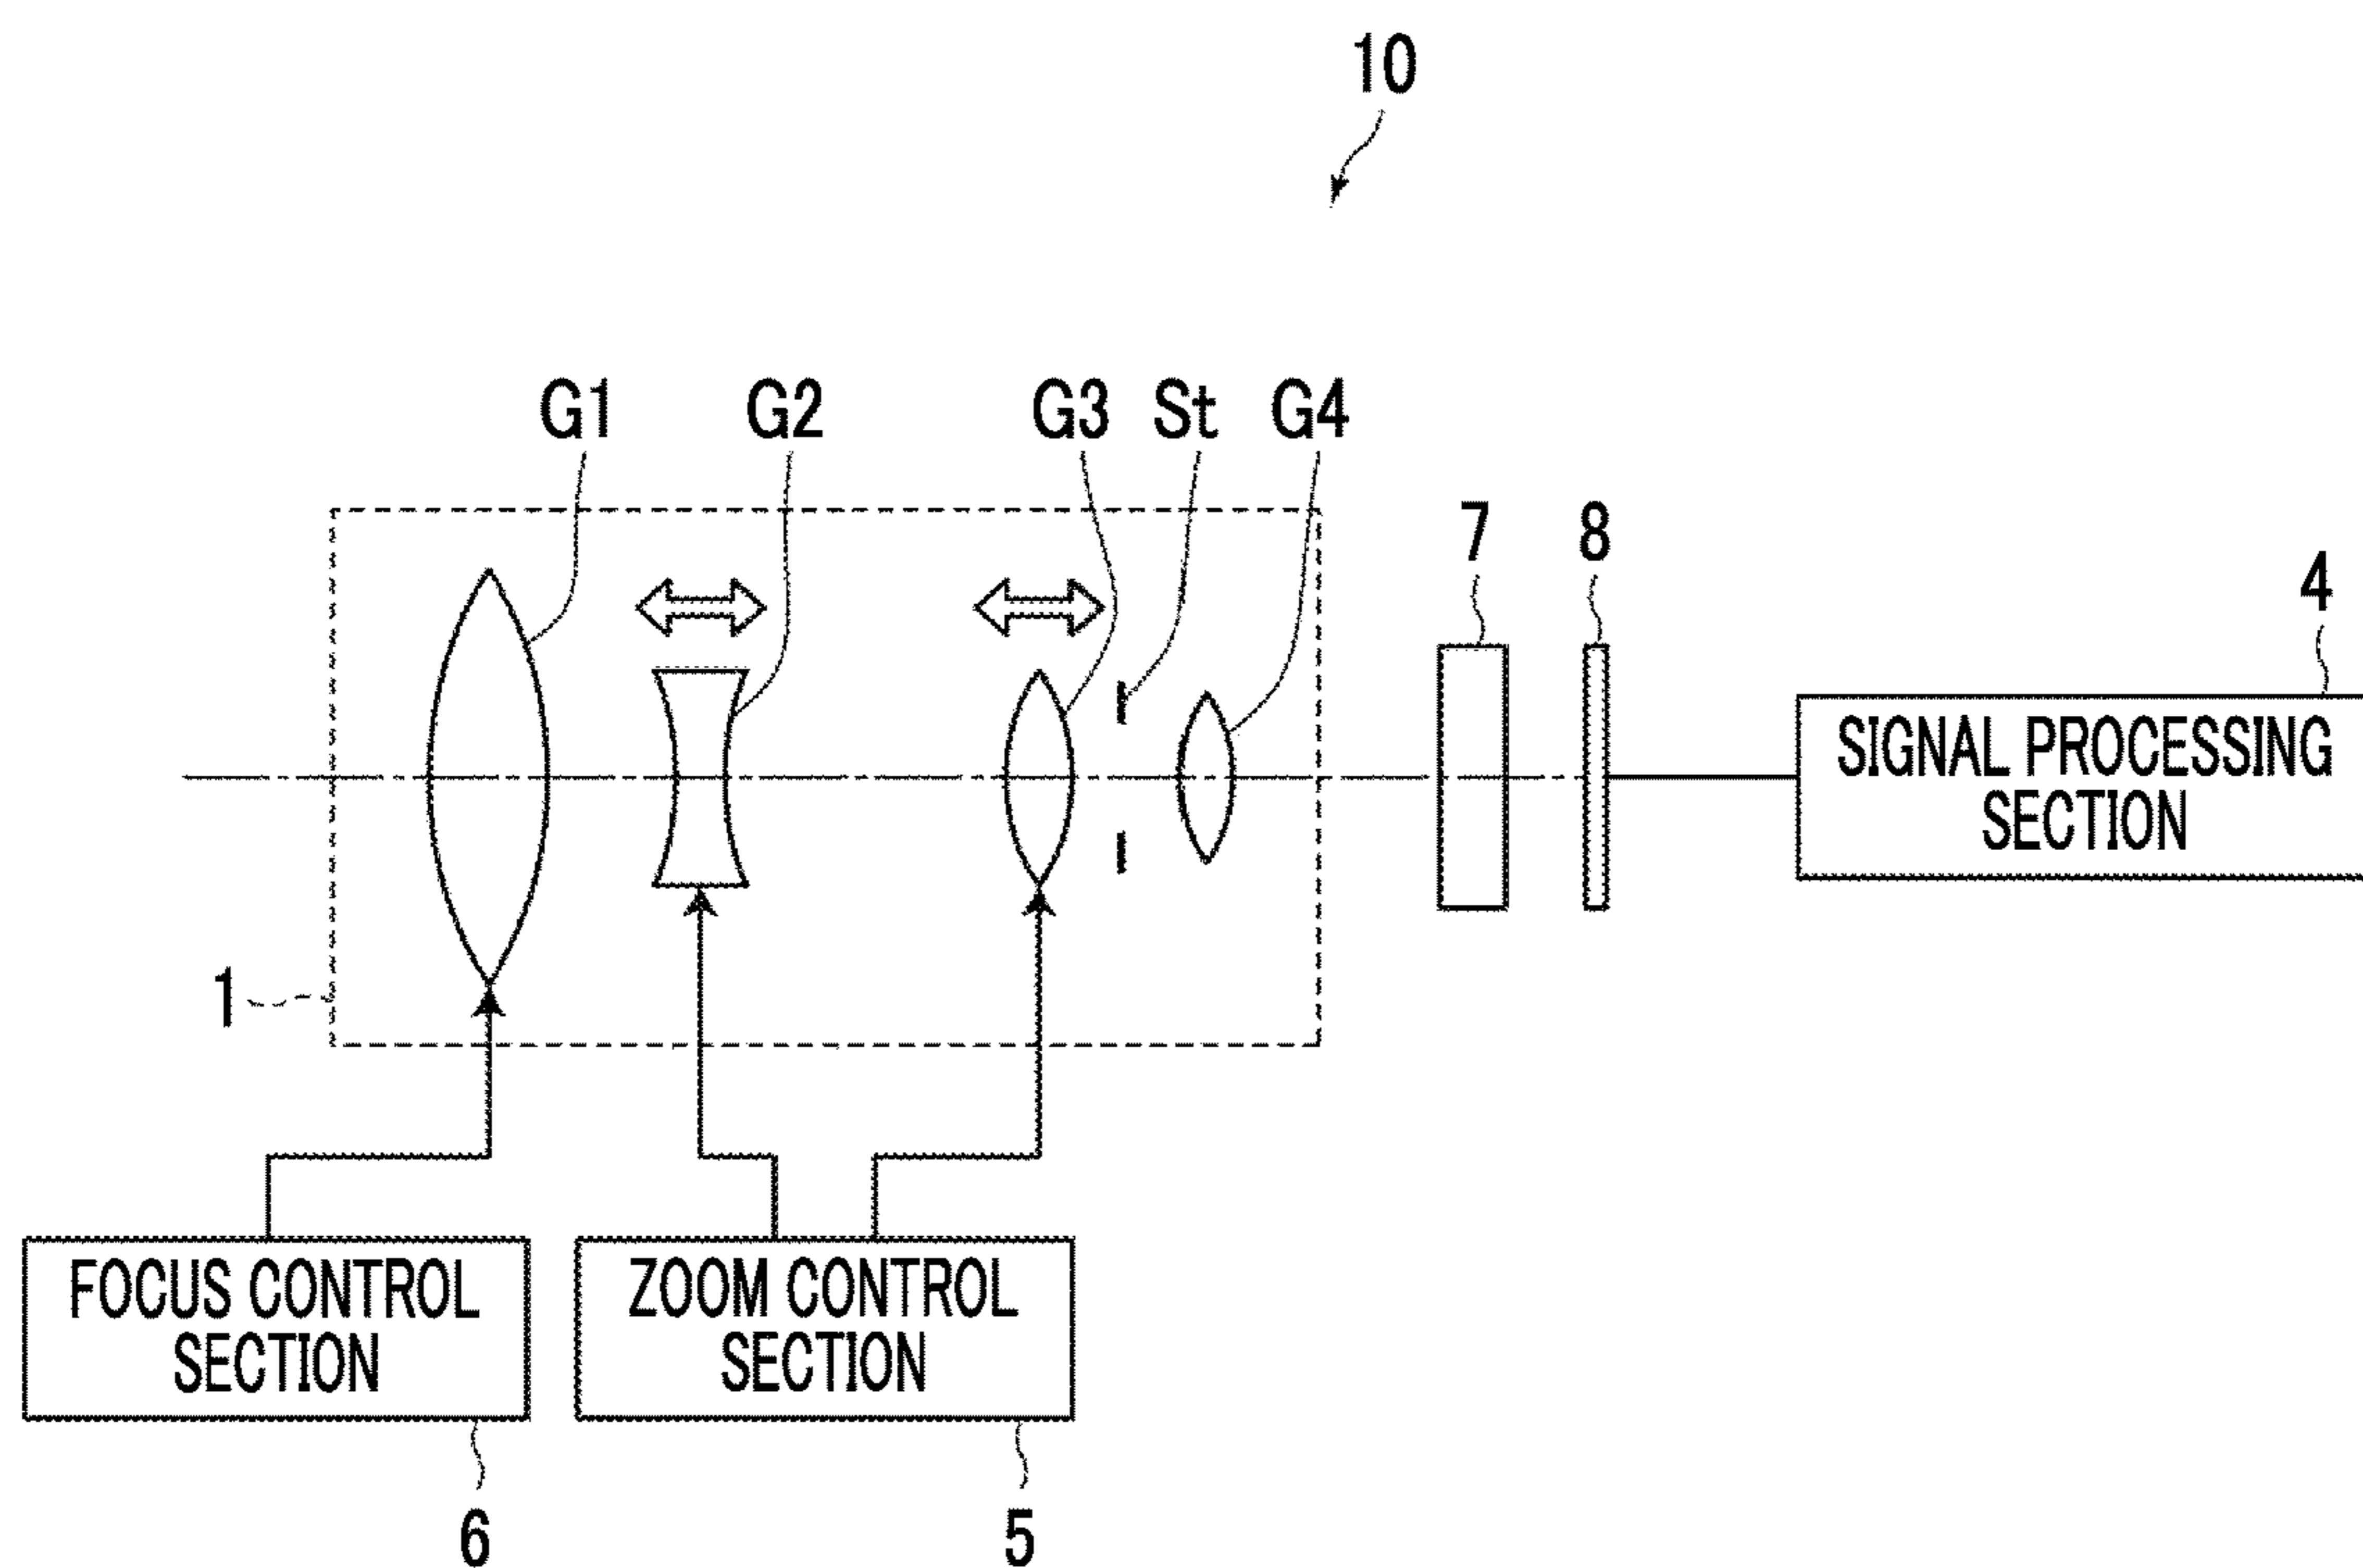 10
G1 G2 G3 St G4
7 8 4
SIGNAL PROCESSING
SECTION
1
FOCUS CONTROL
SECTION
ZOOM CONTROL
SECTION
6 5